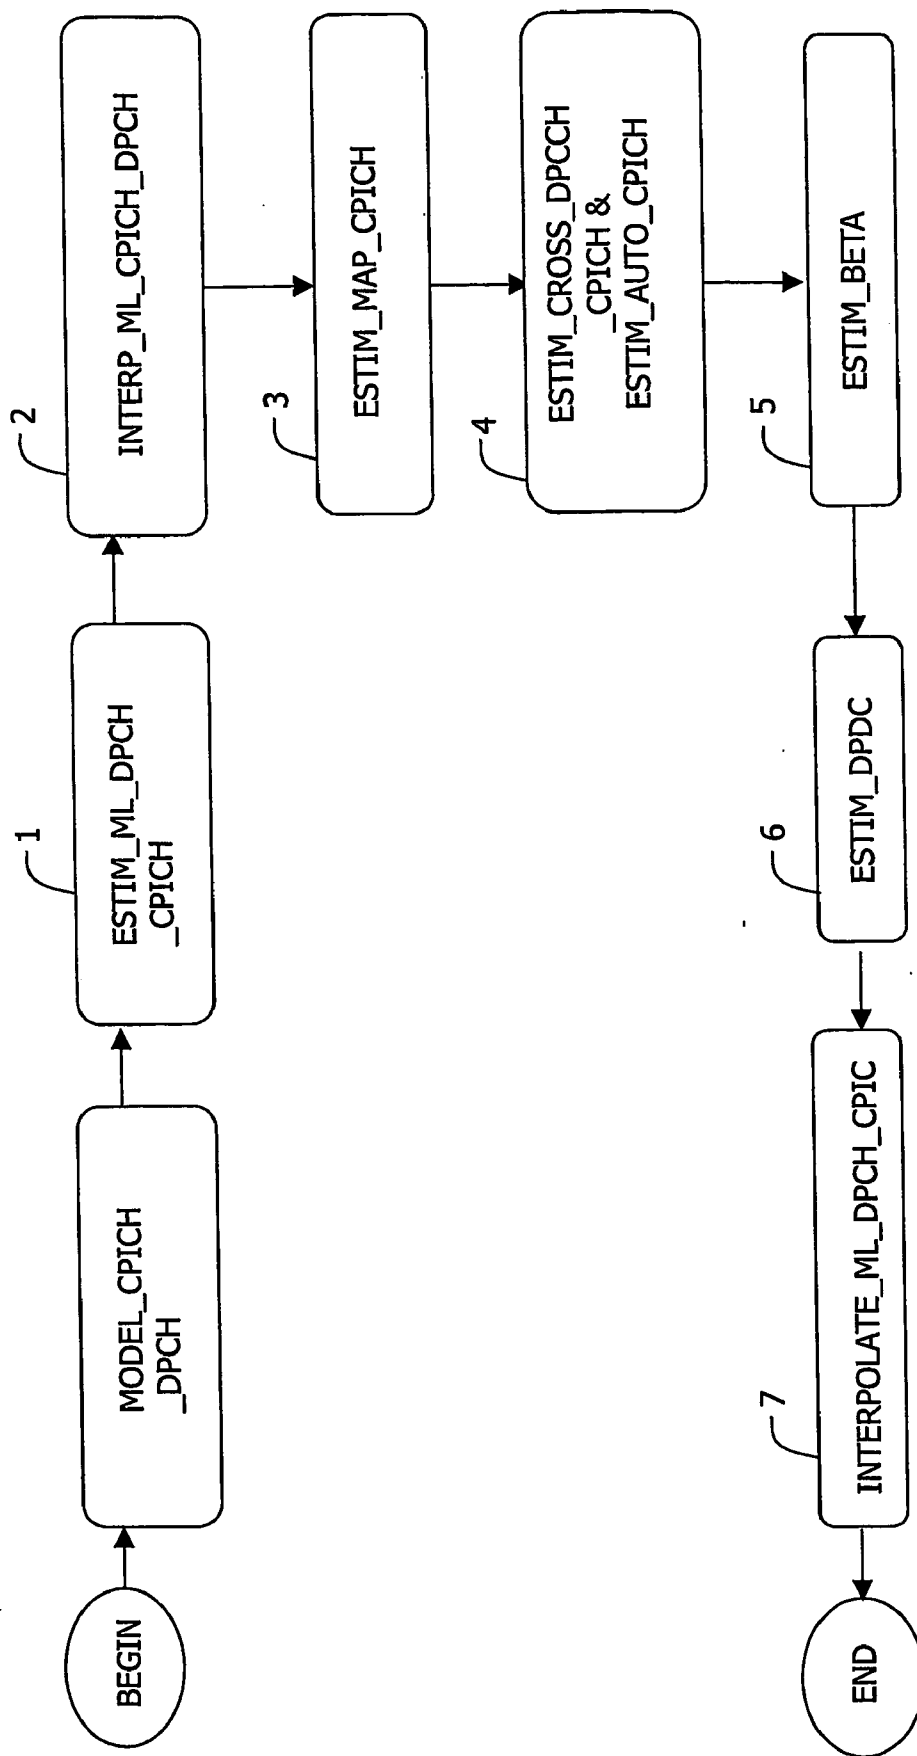 BEGIN
MODEL_CPICH
_DPCH
1
ESTIM_ML_DPCH
_CPICH
2
INTERP_ML_CPICH_DPCH
3
ESTIM_MAP_CPICH
4
ESTIM_CROSS_DPCCH
_CPICH &
ESTIM_AUTO_CPICH
5
ESTIM_BETA
6
ESTIM_DPDC
7
INTERPOLATE_ML_DPCH_CPIC
END